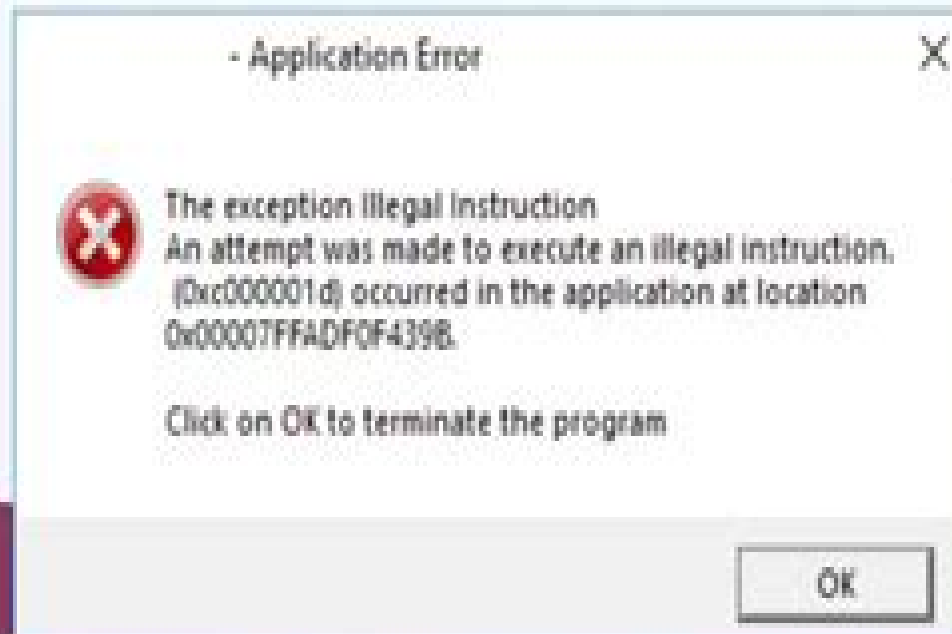 - Application Error
The exception Illegal Instruction
An attempt was made to execute an illegal instruction.
(0xc000001d) occurred in the application at location
0x00007FFADF0F439B.
Click on OK to terminate the program
OK